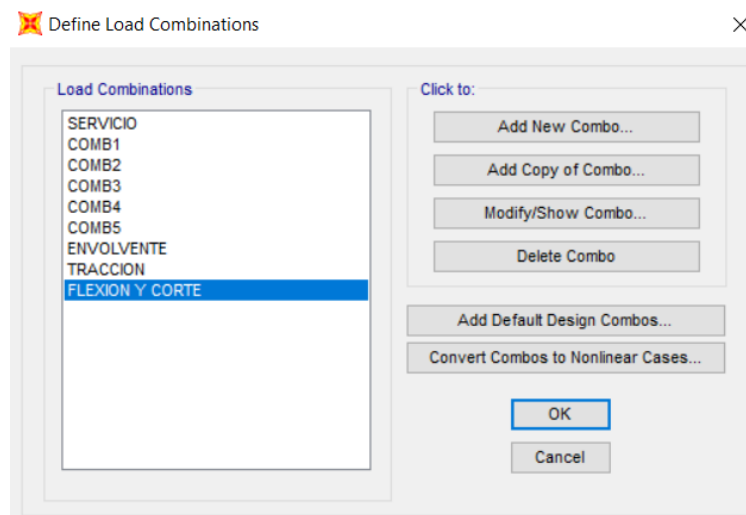 Define Load Combinations
Load Combinations
SERVICIO
COMB1
COMB2
COMB3
COMB4
COMB5
ENVOLVENTE
TRACCION
FLEXION Y CORTE
Click to:
Add New Combo...
Add Copy of Combo...
Modify/Show Combo...
Delete Combo
Add Default Design Combos...
Convert Combos to Nonlinear Cases...
OK
Cancel